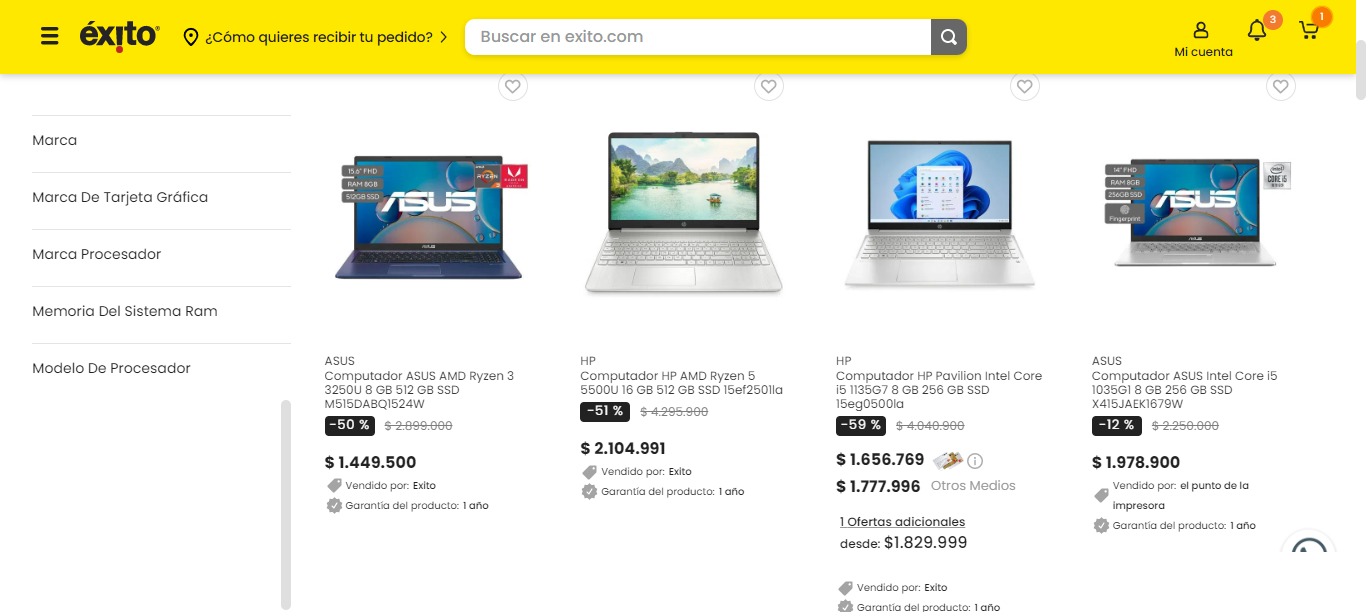 éxito
¿Cómo quieres recibir tu pedido?
Buscar en exito.com
Mi cuenta
3
1
Marca
Marca De Tarjeta Gráfica
Marca Procesador
Memoria Del Sistema Ram
Modelo De Procesador
15.6" FHD
RAM 8GB
512GB SSD
RYZEN
3
RADEON
ASUS
ASUS
ASUS
Computador ASUS AMD Ryzen 3
3250U 8 GB 512 GB SSD
M515DABQ1524W
-50 %
$ 2.899.000
$ 1.449.500
Vendido por: Exito
Garantía del producto: 1 año
HP
Computador HP AMD Ryzen 5
5500U 16 GB 512 GB SSD 15ef2501la
-51 %
$ 4.295.900
$ 2.104.991
Vendido por: Exito
Garantía del producto: 1 año
HP
Computador HP Pavilion Intel Core
i5 1135G7 8 GB 256 GB SSD
15eg0500la
-59 %
$ 4.040.900
$ 1.656.769
$ 1.777.996 Otros Medios
1 Ofertas adicionales
desde: $1.829.999
Vendido por: Exito
Garantía del producto: 1 año
14" FHD
RAM 8GB
256GB SSD
Fingerprint
intel
CORE i5
ASUS
ASUS
ASUS
Computador ASUS Intel Core i5
1035G1 8 GB 256 GB SSD
X415JAEK1679W
-12 %
$ 2.250.000
$ 1.978.900
Vendido por: el punto de la
impresora
Garantía del producto: 1 año